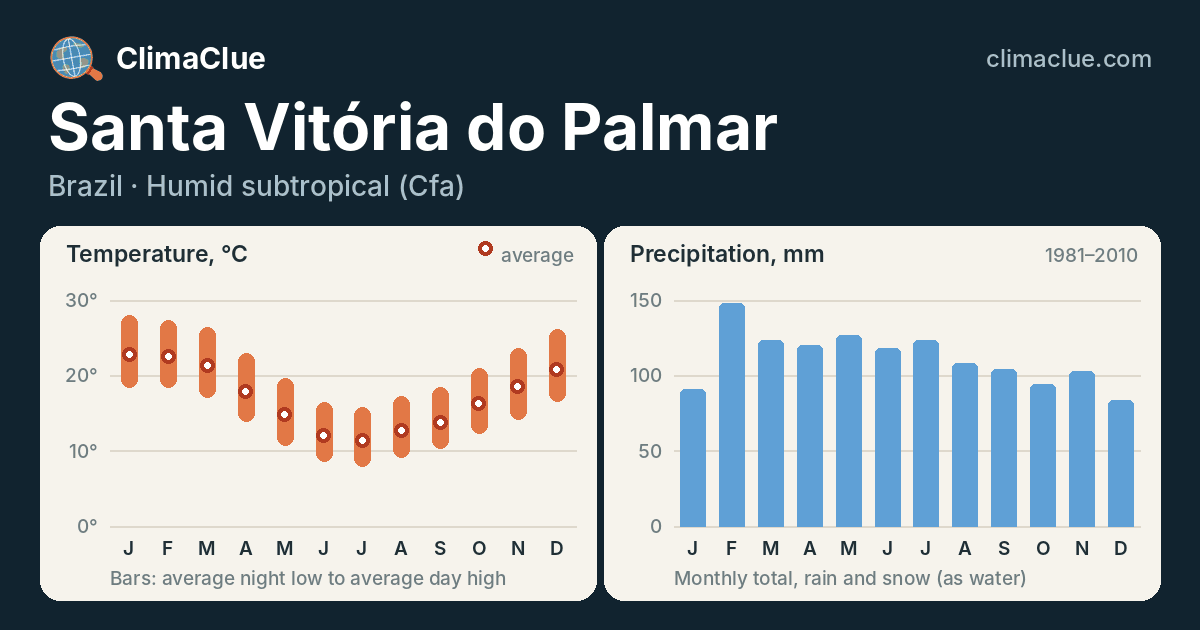 ClimaClue
climaclue.com
Santa Vitória do Palmar
Brazil · Humid subtropical (Cfa)
Temperature, °C
average
30°
20°
10°
0°
J F M A M J J A S O N D
Bars: average night low to average day high
Precipitation, mm
1981–2010
150
100
50
0
J F M A M J J A S O N D
Monthly total, rain and snow (as water)